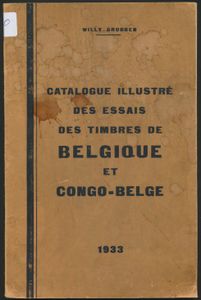 WILLY GRUBBEN
CATALOGUE ILLUSTRÉ
DES ESSAIS
DES TIMBRES DE
BELGIQUE
ET
CONGO-BELGE
1933